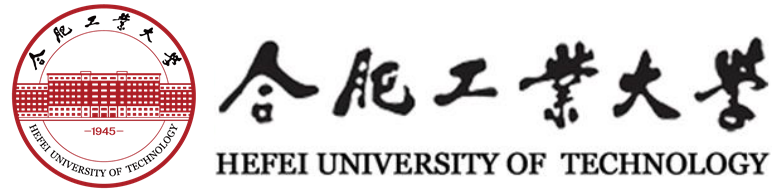 合肥工業大學
-1945-
HEFEI UNIVERSITY OF TECHNOLOGY
合肥工業大學
HEFEI UNIVERSITY OF TECHNOLOGY